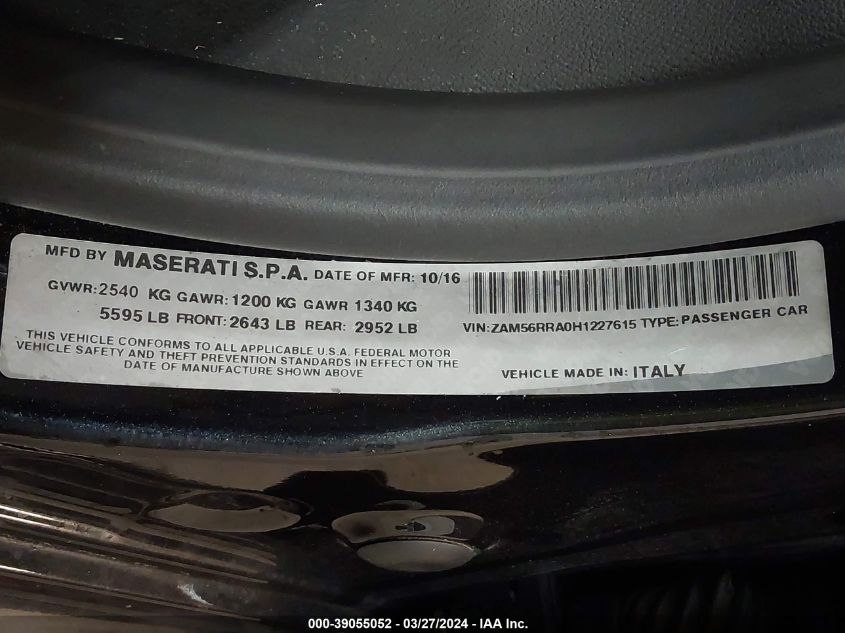 MFD BY MASERATI S.P.A. DATE OF MFR: 10/16
GVWR: 2540 KG GAWR: 1200 KG GAWR 1340 KG
5595 LB FRONT: 2643 LB REAR: 2952 LB
THIS VEHICLE CONFORMS TO ALL APPLICABLE U.S.A. FEDERAL MOTOR
VEHICLE SAFETY AND THEFT PREVENTION STANDARDS IN EFFECT ON THE
DATE OF MANUFACTURE SHOWN ABOVE
VIN: ZAM56RRA0H1227615 TYPE: PASSENGER CAR
VEHICLE MADE IN: ITALY
000-39055052 — 03/27/2024 — IAA Inc.